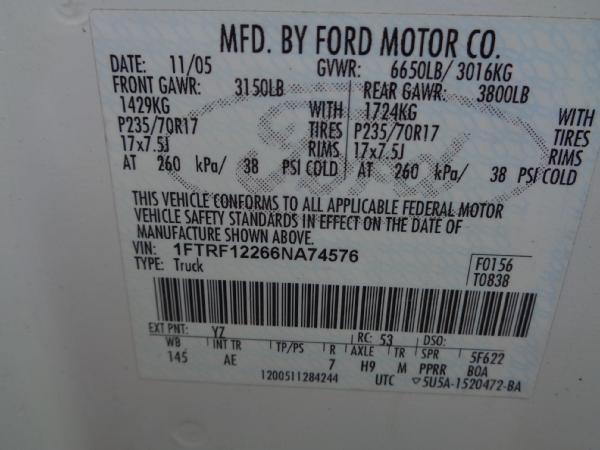 MFD. BY FORD MOTOR CO.
DATE: 11/05 GVWR: 6650LB/ 3016KG
FRONT GAWR: 3150LB REAR GAWR: 3800LB
1429KG WITH 1724KG WITH
P235/70R17 TIRES P235/70R17 TIRES
17x7.5J RIMS 17x7.5J RIMS
AT 260 kPa/ 38 PSI COLD AT 260 kPa/ 38 PSI COLD
THIS VEHICLE CONFORMS TO ALL APPLICABLE FEDERAL MOTOR
VEHICLE SAFETY STANDARDS IN EFFECT ON THE DATE OF
MANUFACTURE SHOWN ABOVE.
VIN: 1FTRF12266NA74576 F0156
TYPE: Truck T0838
EXT PNT: YZ RC: 53 DSO:
WB INT TR TP/PS R AXLE TR SPR 5F622
145 AE 7 H9 M PPRR BOA
1200511284244 UTC ▽5U5A-1520472-BA
Ford